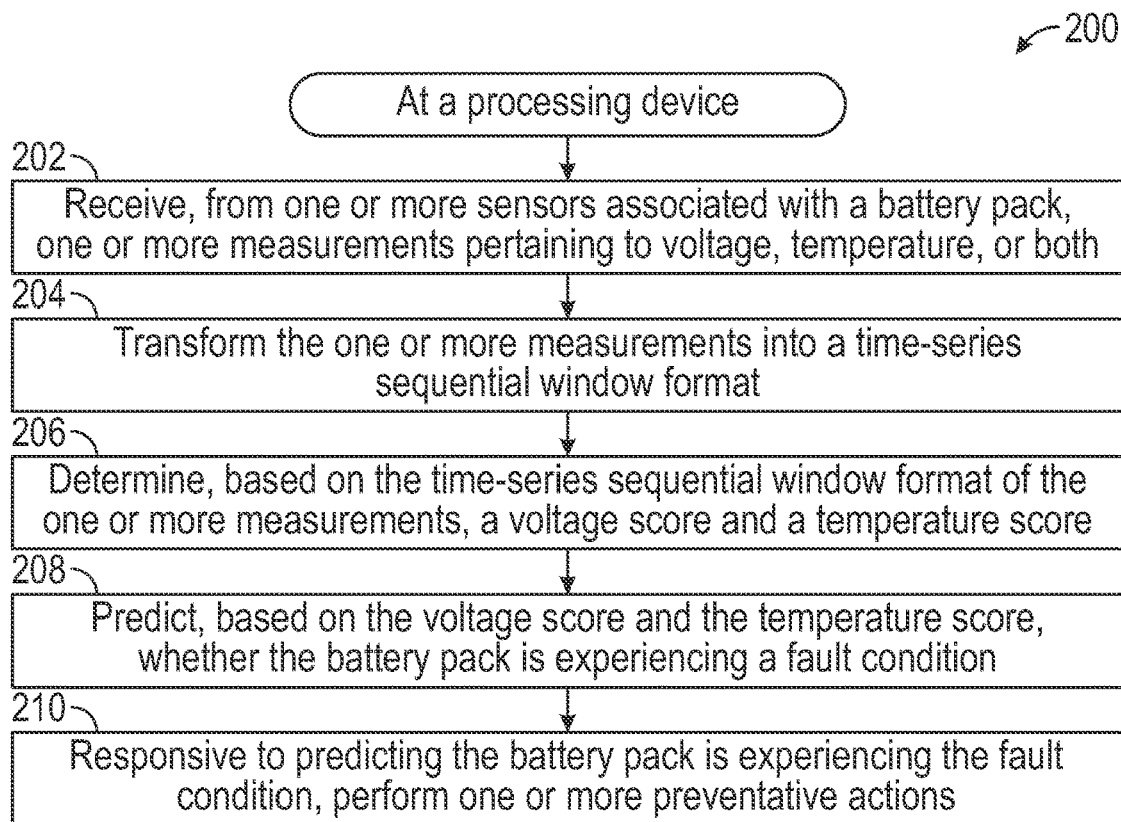 200
At a processing device
202
Receive, from one or more sensors associated with a battery pack,
one or more measurements pertaining to voltage, temperature, or both
204
Transform the one or more measurements into a time-series
sequential window format
206
Determine, based on the time-series sequential window format of the
one or more measurements, a voltage score and a temperature score
208
Predict, based on the voltage score and the temperature score,
whether the battery pack is experiencing a fault condition
210
Responsive to predicting the battery pack is experiencing the fault
condition, perform one or more preventative actions